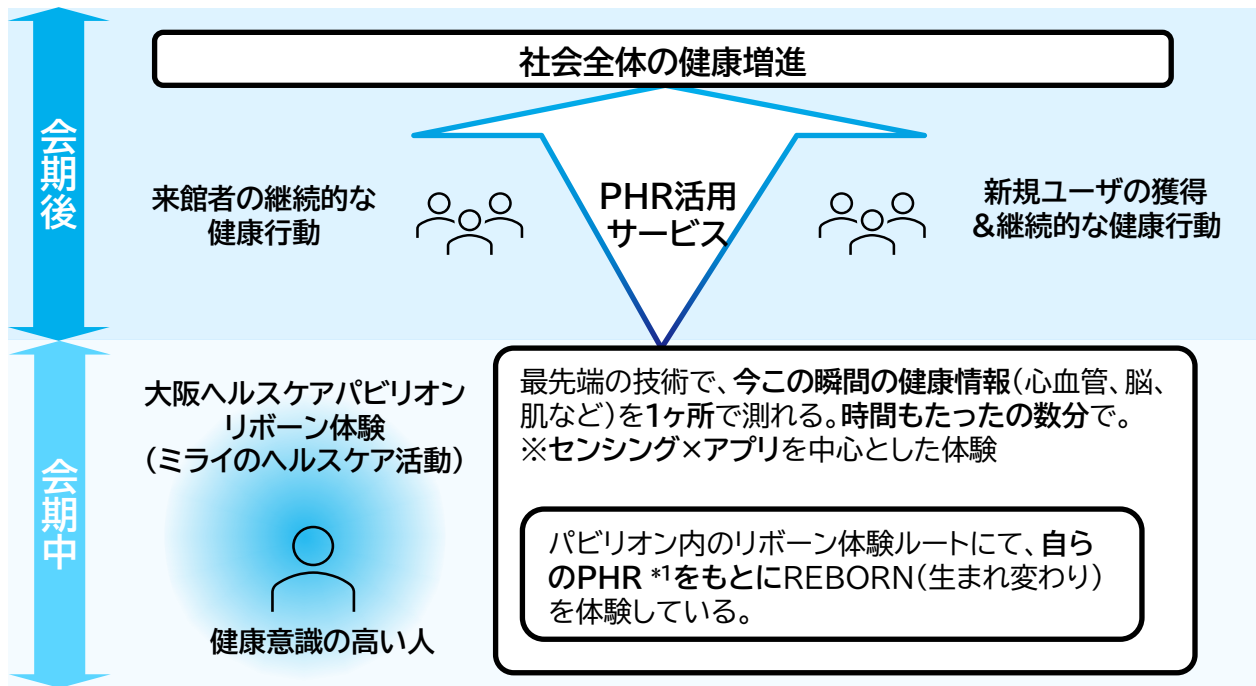 社会全体の健康増進
会期後
来館者の継続的な
健康行動
PHR活用
サービス
新規ユーザの獲得
&継続的な健康行動
会期中
大阪ヘルスケアパビリオン
リボーン体験
（ミライのヘルスケア活動）
健康意識の高い人
最先端の技術で、今この瞬間の健康情報（心血管、脳、
肌など）を1ヶ所で測れる。時間もたったの数分で。
※センシング×アプリを中心とした体験
パビリオン内のリボーン体験ルートにて、自ら
のPHR *1をもとにREBORN（生まれ変わり）
を体験している。